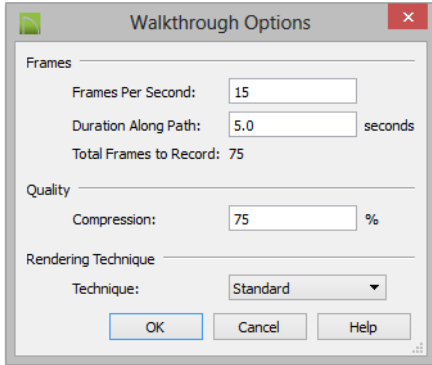 Walkthrough Options
Frames
Frames Per Second: 15
Duration Along Path: 5.0 seconds
Total Frames to Record: 75
Quality
Compression: 75 %
Rendering Technique
Technique: Standard
OK Cancel Help